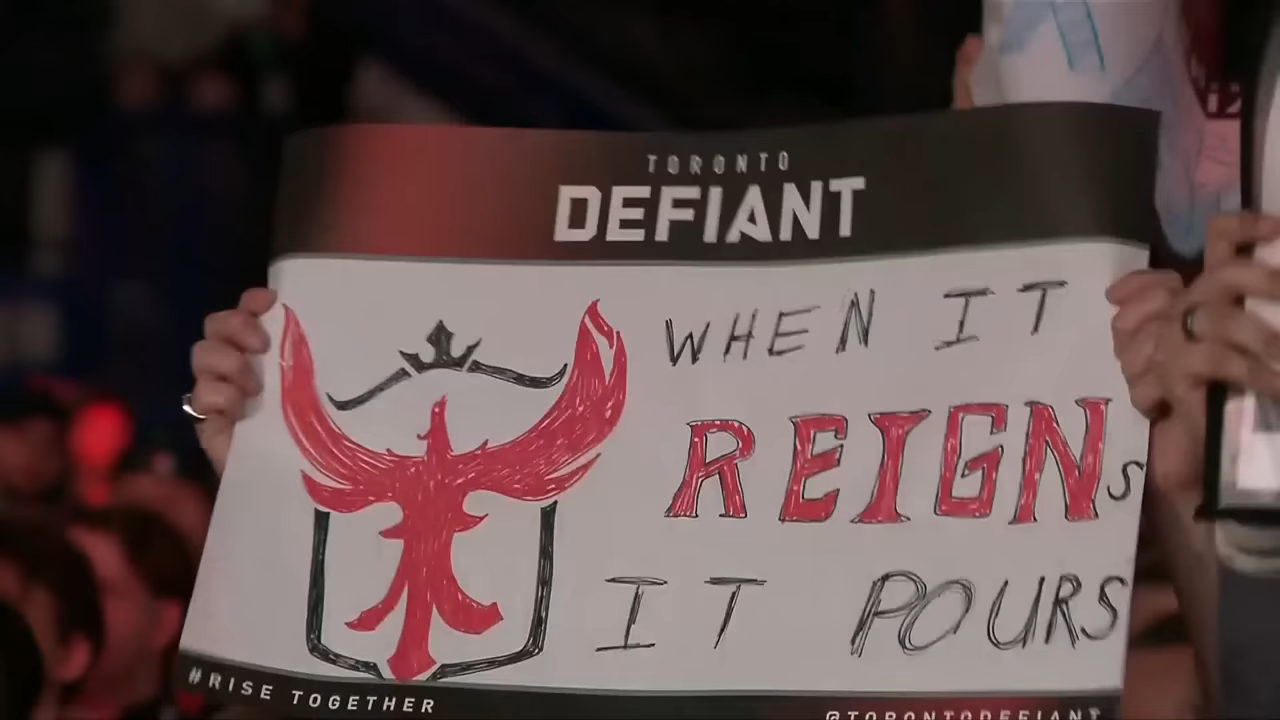 TORONTO
DEFIANT
WHEN IT
REIGNS
IT POURS
#RISE TOGETHER
@TORONTODEFIANT